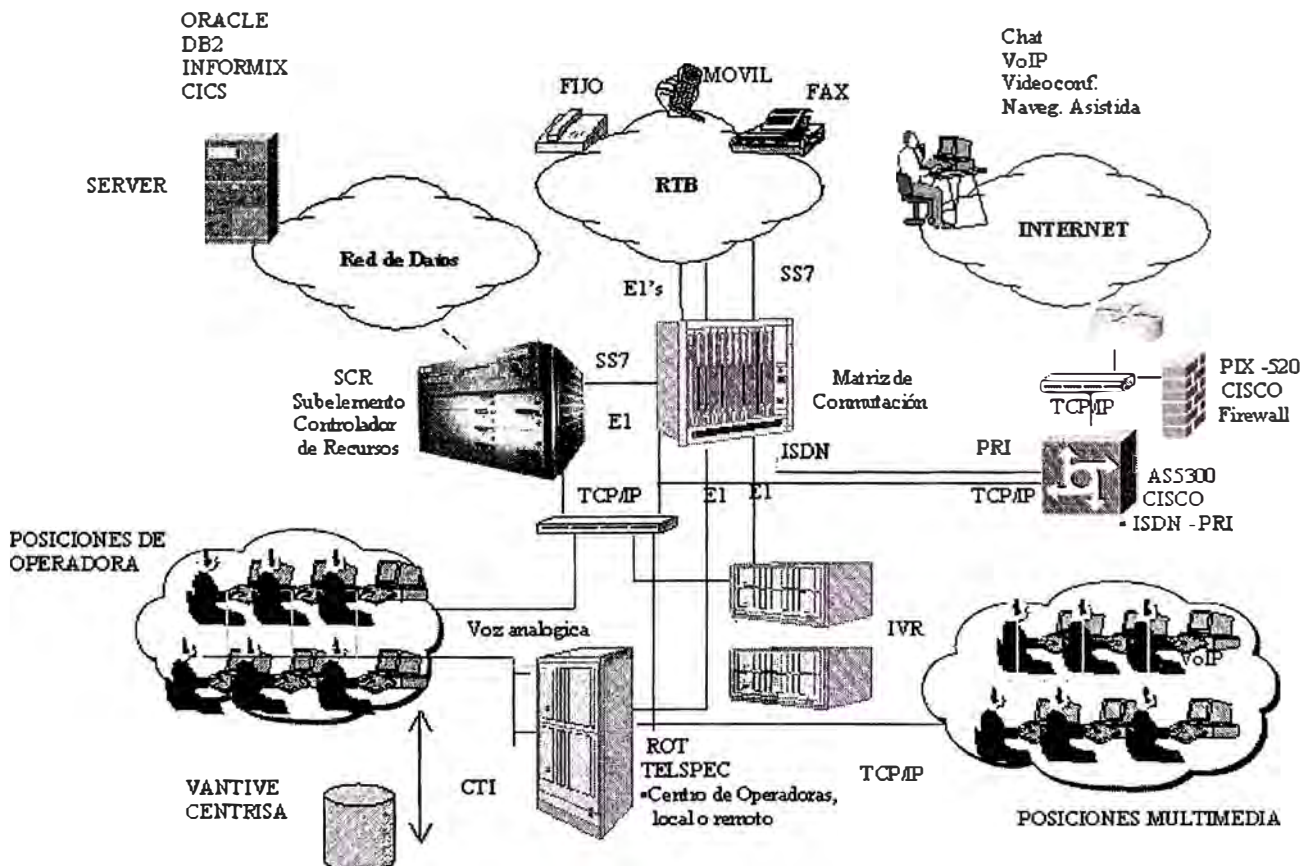 ORACLE
DB2
INFORMIX
CICS
SERVER
Red de Datos
FIJO
MOVIL
FAX
RTB
Chat
VoIP
Videoconf.
Naveg. Asistida
INTERNET
E1's
SS7
SCR
Subelemento
Controlador
de Recursos
SS7
E1
Matriz de
Conmutación
TCP/IP
PIX -520
CISCO
Firewall
ISDN
PRI
TCP/IP
E1
E1
TCP/IP
AS5300
CISCO
▪ ISDN - PRI
POSICIONES DE
OPERADORA
Voz analogica
IVR
VoIP
VANTIVE
CENTRISA
CTI
ROT
TELSPEC
▪Centro de Operadoras,
local o remoto
TCP/IP
POSICIONES MULTIMEDIA